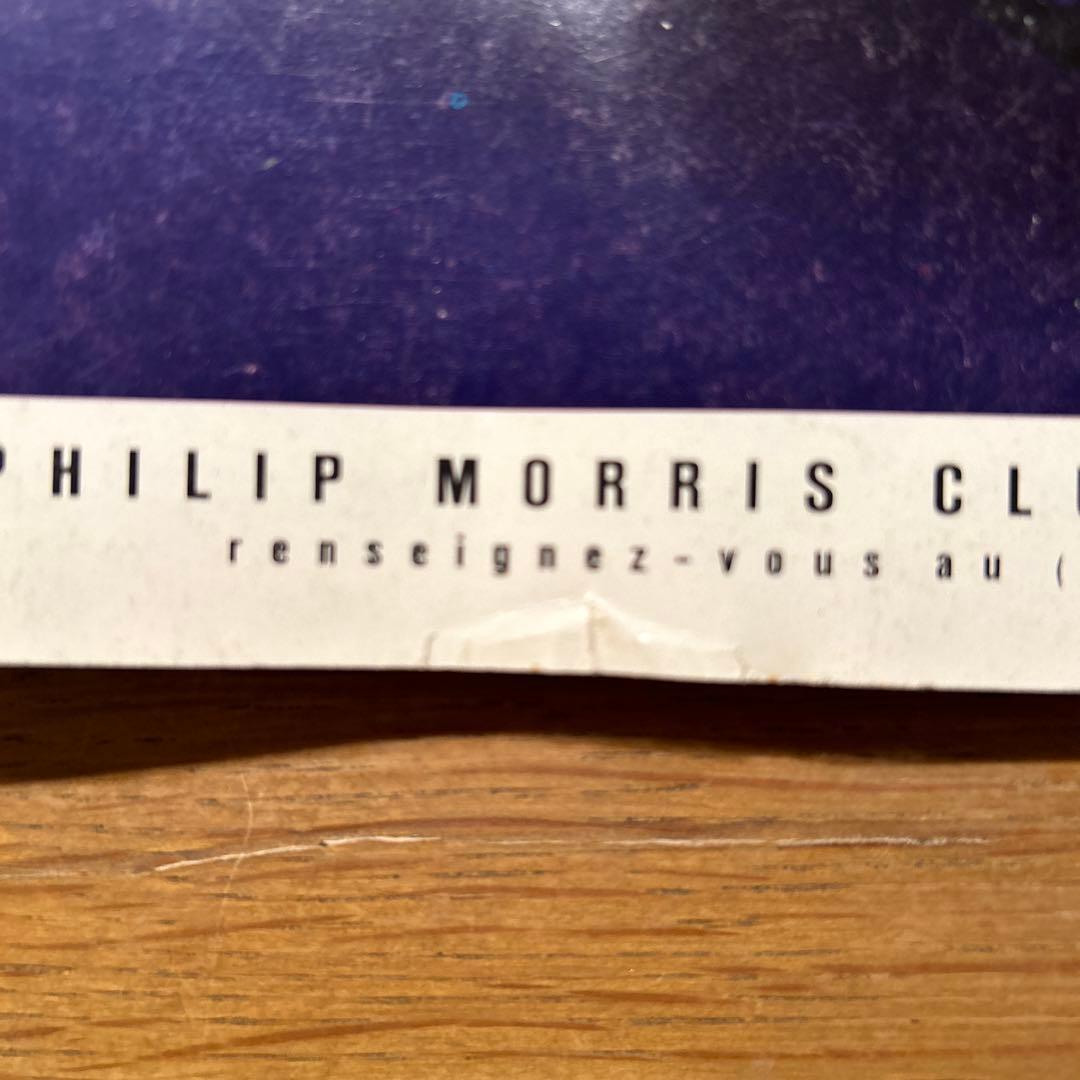 PHILIP MORRIS CL
renseignez-vous au (